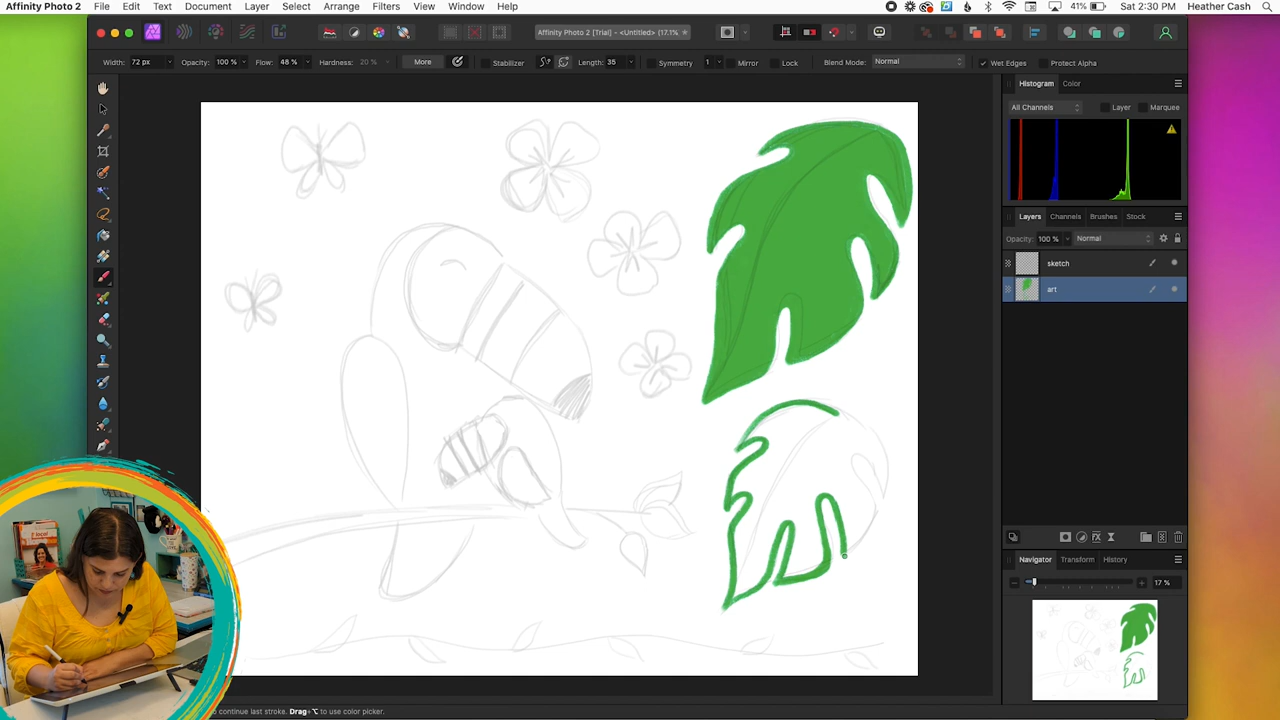 Affinity Photo 2 File Edit Text Document Layer Select Arrange Filters View Window Help 41% Sat 2:30 PM Heather Cash
Affinity Photo 2 [Trial] - <Untitled> (17.1%)
Width: 72 px Opacity: 100 % Flow: 48 % Hardness: 20 % More Stabilizer Length: 35 Symmetry 1 Mirror Lock Blend Mode: Normal Wet Edges Protect Alpha
Histogram Color
All Channels Layer Marquee
Layers Channels Brushes Stock
Opacity: 100 % Normal
sketch
art
Navigator Transform History
17 %
to continue last stroke. Drag+⌥ to use color picker.